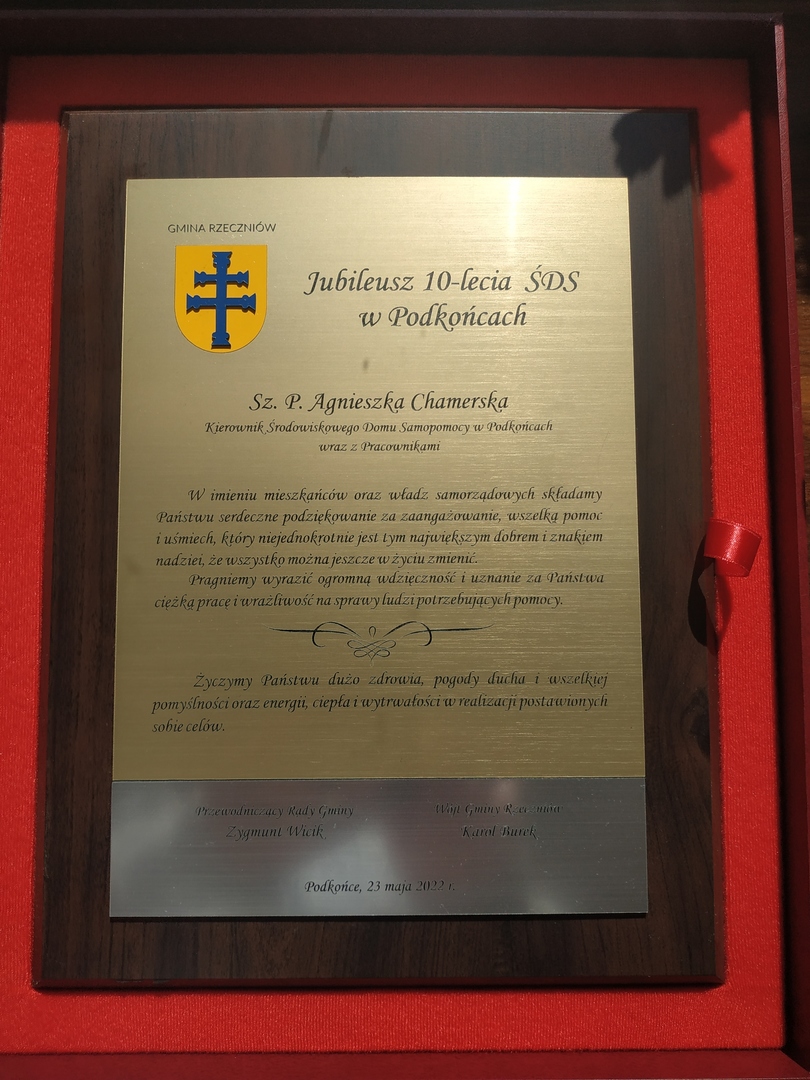 GMINA RZECZNIÓW
Jubileusz 10-lecia ŚDS
w Podkońcach
Sz. P. Agnieszka Chamerska
Kierownik Środowiskowego Domu Samopomocy w Podkońcach
wraz z Pracownikami
W imieniu mieszkańców oraz władz samorządowych składamy
Państwu serdeczne podziękowanie za zaangażowanie, wszelką pomoc
i uśmiech, który niejednokrotnie jest tym największym dobrem i znakiem
nadziei, że wszystko można jeszcze w życiu zmienić.
Pragniemy wyrazić ogromną wdzięczność i uznanie za Państwa
ciężką pracę i wrażliwość na sprawy ludzi potrzebujących pomocy.
Życzymy Państwu dużo zdrowia, pogody ducha i wszelkiej
pomyślności oraz energii, ciepła i wytrwałości w realizacji postawionych
sobie celów.
Przewodniczący Rady Gminy
Zygmunt Wicik
Wójt Gminy Rzeczniów
Karol Burek
Podkońce, 23 maja 2022 r.